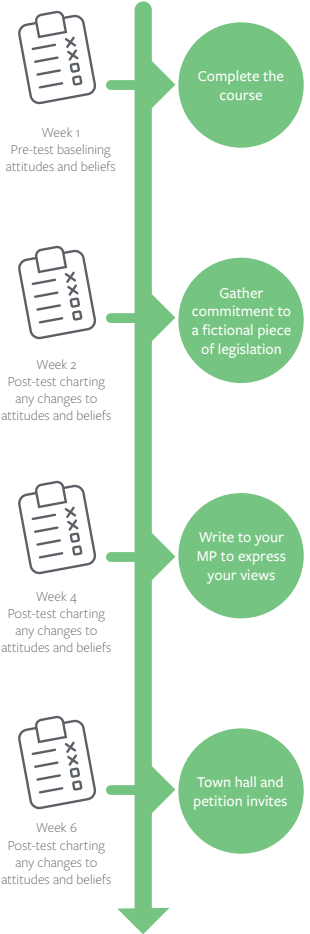 Complete the
course
Week 1
Pre-test baselining
attitudes and beliefs
Gather
commitment to
a fictional piece
of legislation
Week 2
Post-test charting
any changes to
attitudes and beliefs
Write to your
MP to express
your views
Week 4
Post-test charting
any changes to
attitudes and beliefs
Town hall and
petition invites
Week 6
Post-test charting
any changes to
attitudes and beliefs